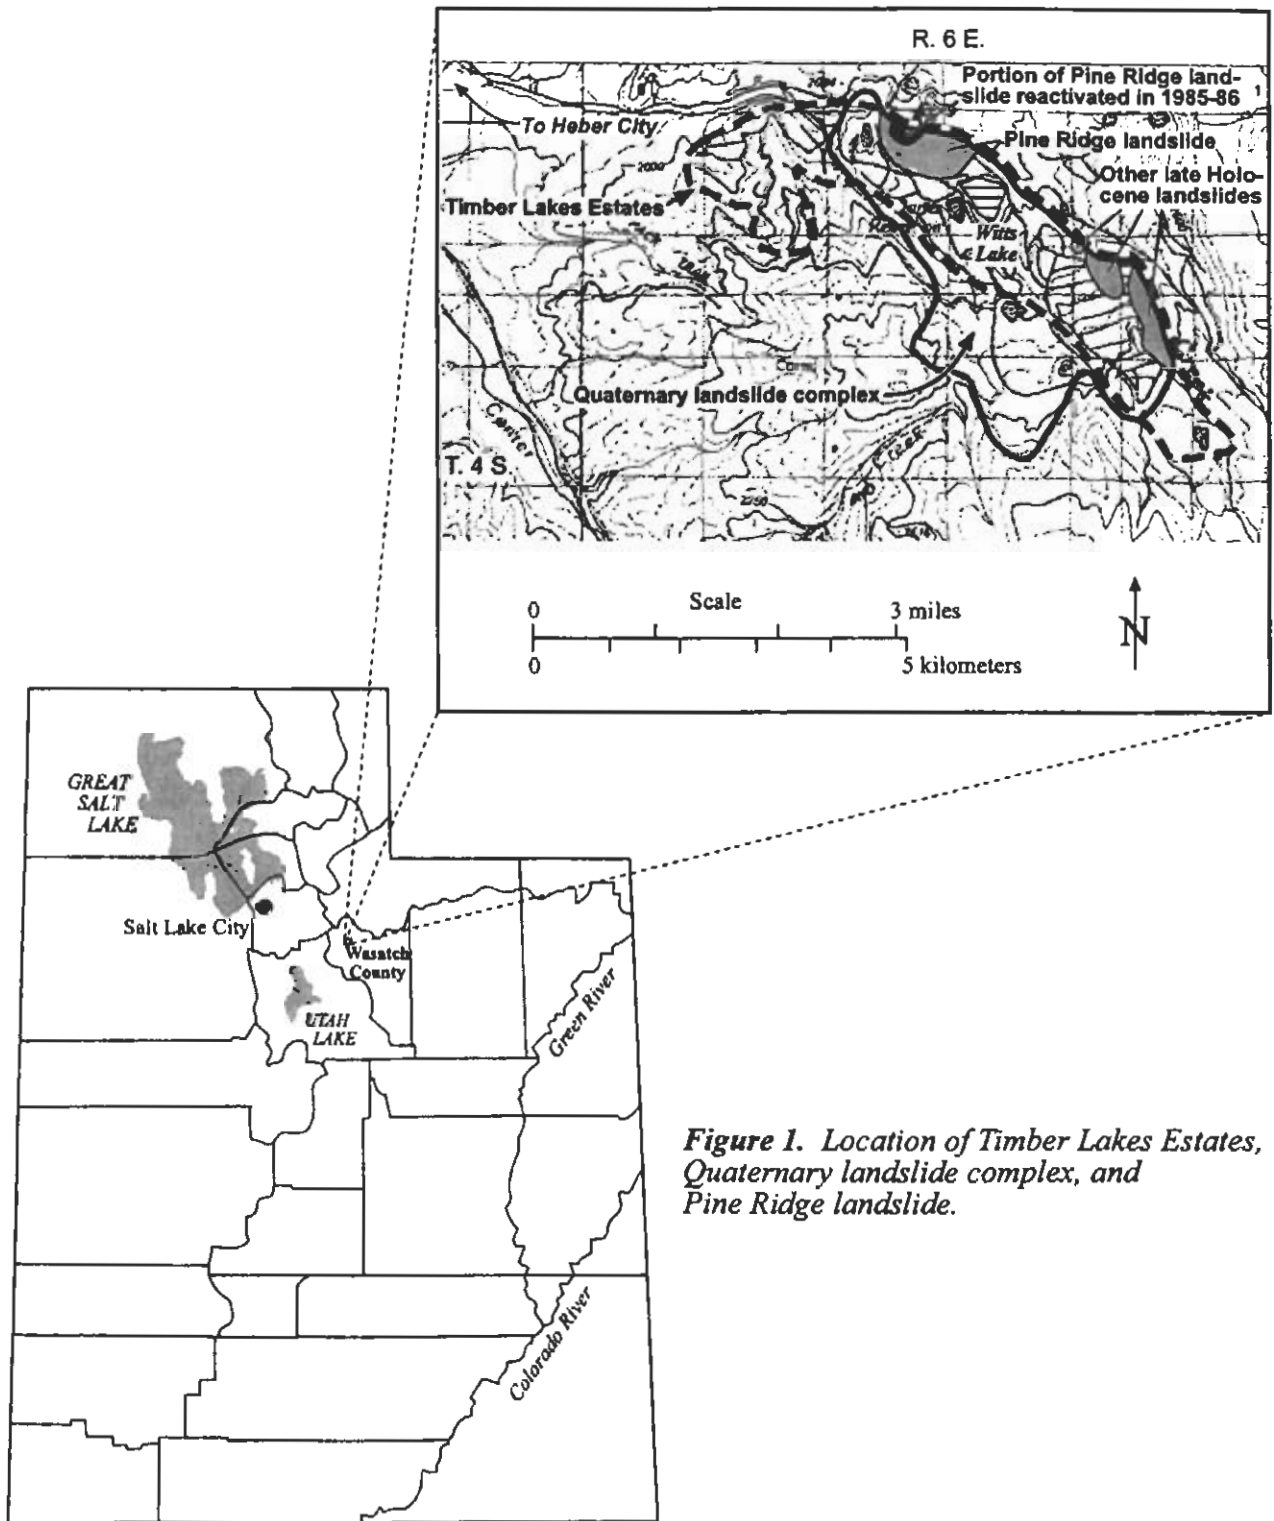 R. 6 E.
Portion of Pine Ridge land-
slide reactivated in 1985-86
To Heber City
Pine Ridge landslide
Other late Holo-
cene landslides
2000
Timber Lakes Estates
Witts
Lake
Quaternary landslide complex
Center
Creek
T. 4 S.
2250
0 Scale 3 miles
0 5 kilometers
N
GREAT
SALT
LAKE
Salt Lake City
Wasatch
County
UTAH
LAKE
Green River
Colorado River
Figure 1. Location of Timber Lakes Estates,
Quaternary landslide complex, and
Pine Ridge landslide.